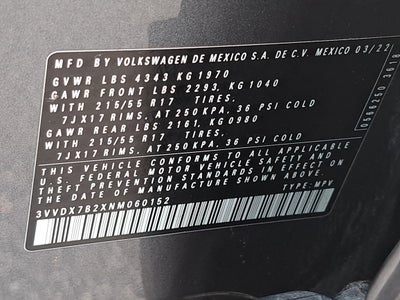 MFD BY VOLKSWAGEN DE MEXICO S.A. DE C.V. MEXICO 03/22
GVWR LBS 4343 KG 1970
GAWR FRONT LBS 2293, KG 1040
WITH 215/55 R17 TIRES,
7JX17 RIMS, AT 250 KPA, 36 PSI COLD
GAWR REAR LBS 2161, KG 0980
WITH 215/55 R17 TIRES,
7JX17 RIMS, AT 250 KPA, 36 PSI COLD
THIS VEHICLE CONFORMS TO ALL APPLICABLE
U.S. FEDERAL MOTOR VEHICLE SAFETY AND
THEFT PREVENTION STANDARDS IN EFFECT ON THE
DATE OF MANUFACTURE SHOWN ABOVE.
3VVDX7B2XNM060152 TYPE: MPV
0566250 3618